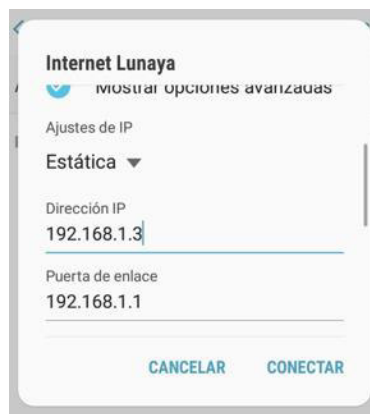 Internet Lunaya
Mostrar opciones avanzadas
Ajustes de IP
Estática
Dirección IP
192.168.1.3
Puerta de enlace
192.168.1.1
CANCELAR CONECTAR